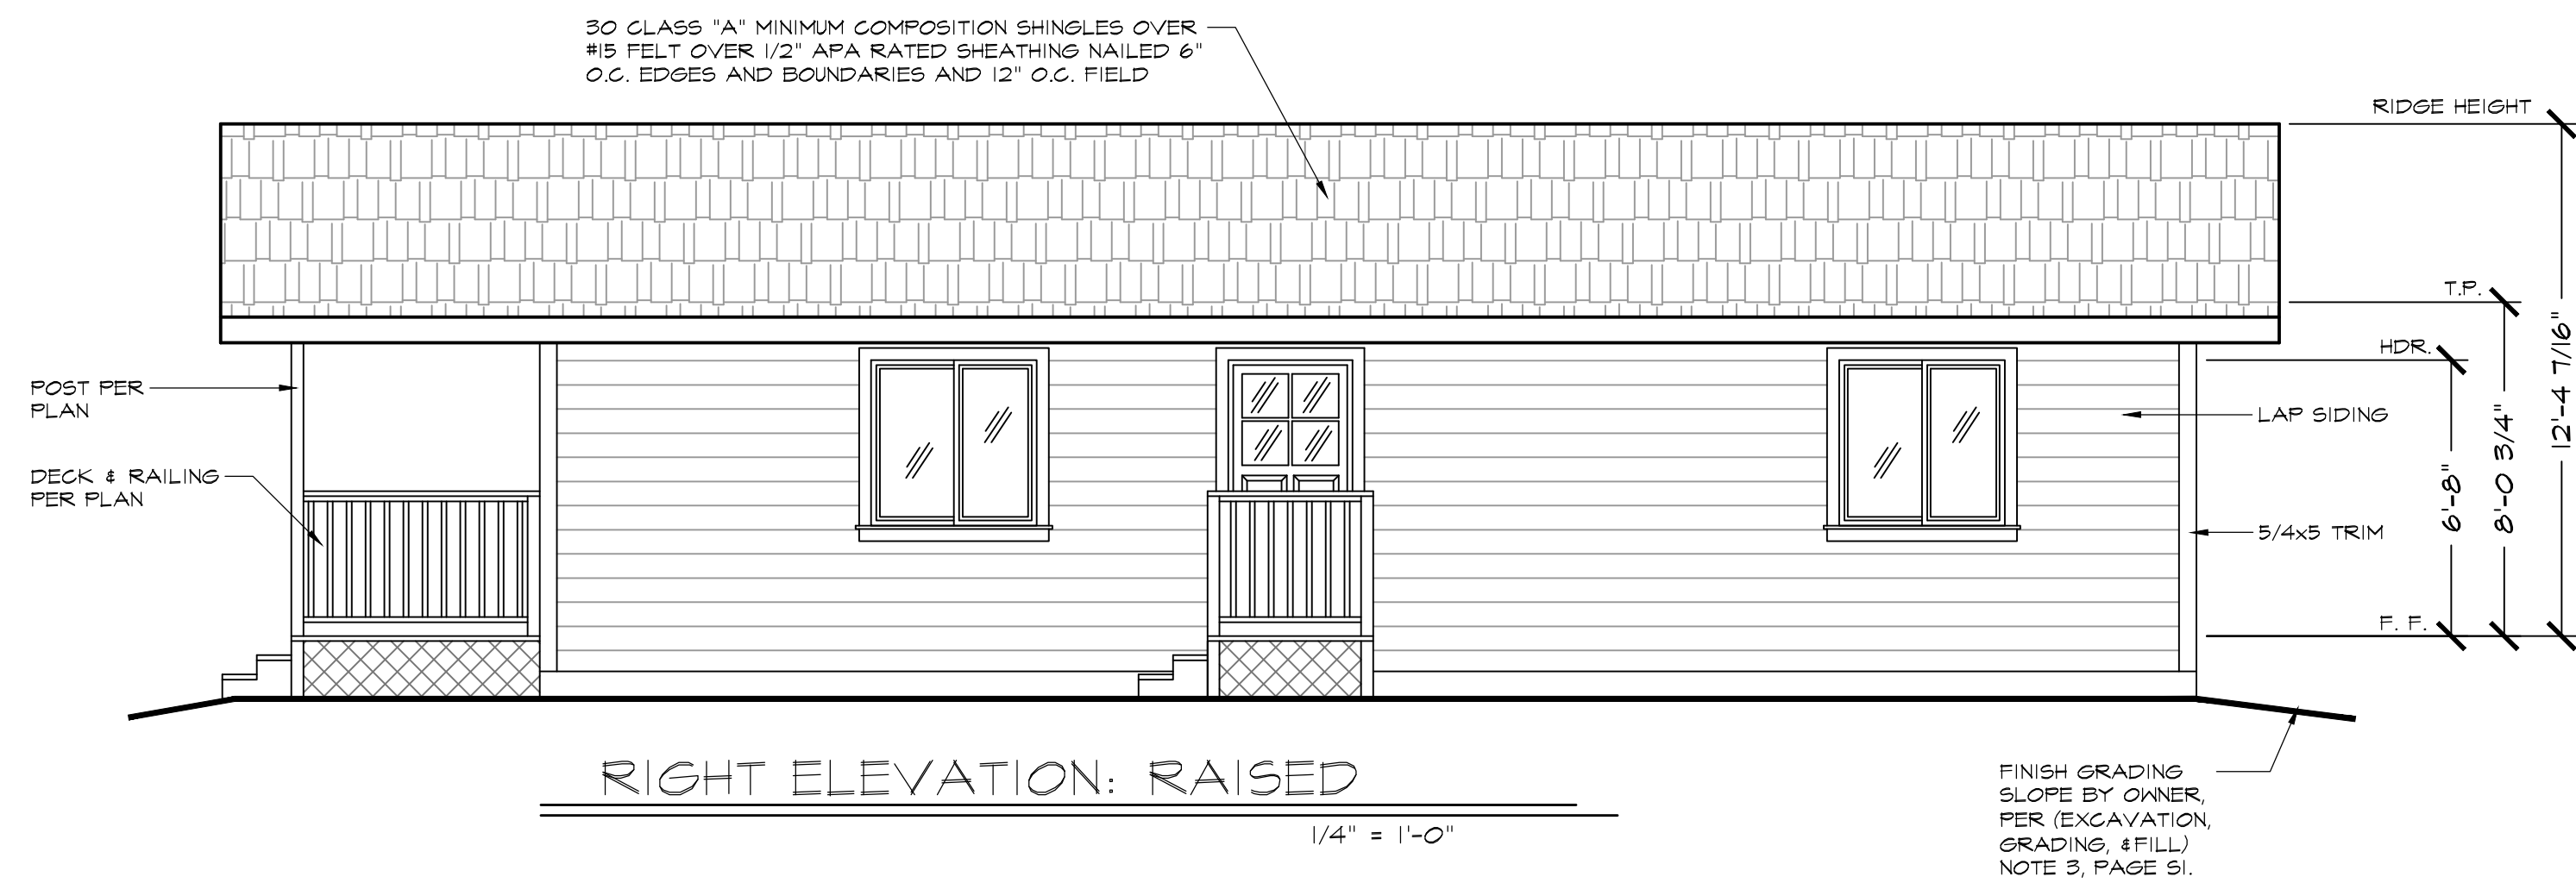 30 CLASS "A" MINIMUM COMPOSITION SHINGLES OVER
#15 FELT OVER 1/2" APA RATED SHEATHING NAILED 6"
O.C. EDGES AND BOUNDARIES AND 12" O.C. FIELD
RIDGE HEIGHT
T.P.
HDR.
POST PER
PLAN
LAP SIDING
DECK & RAILING
PER PLAN
5/4x5 TRIM
6'-8"
8'-0 3/4"
12'-4 7/16"
F. F.
RIGHT ELEVATION: RAISED
1/4" = 1'-0"
FINISH GRADING
SLOPE BY OWNER,
PER (EXCAVATION,
GRADING, &FILL)
NOTE 3, PAGE S1.